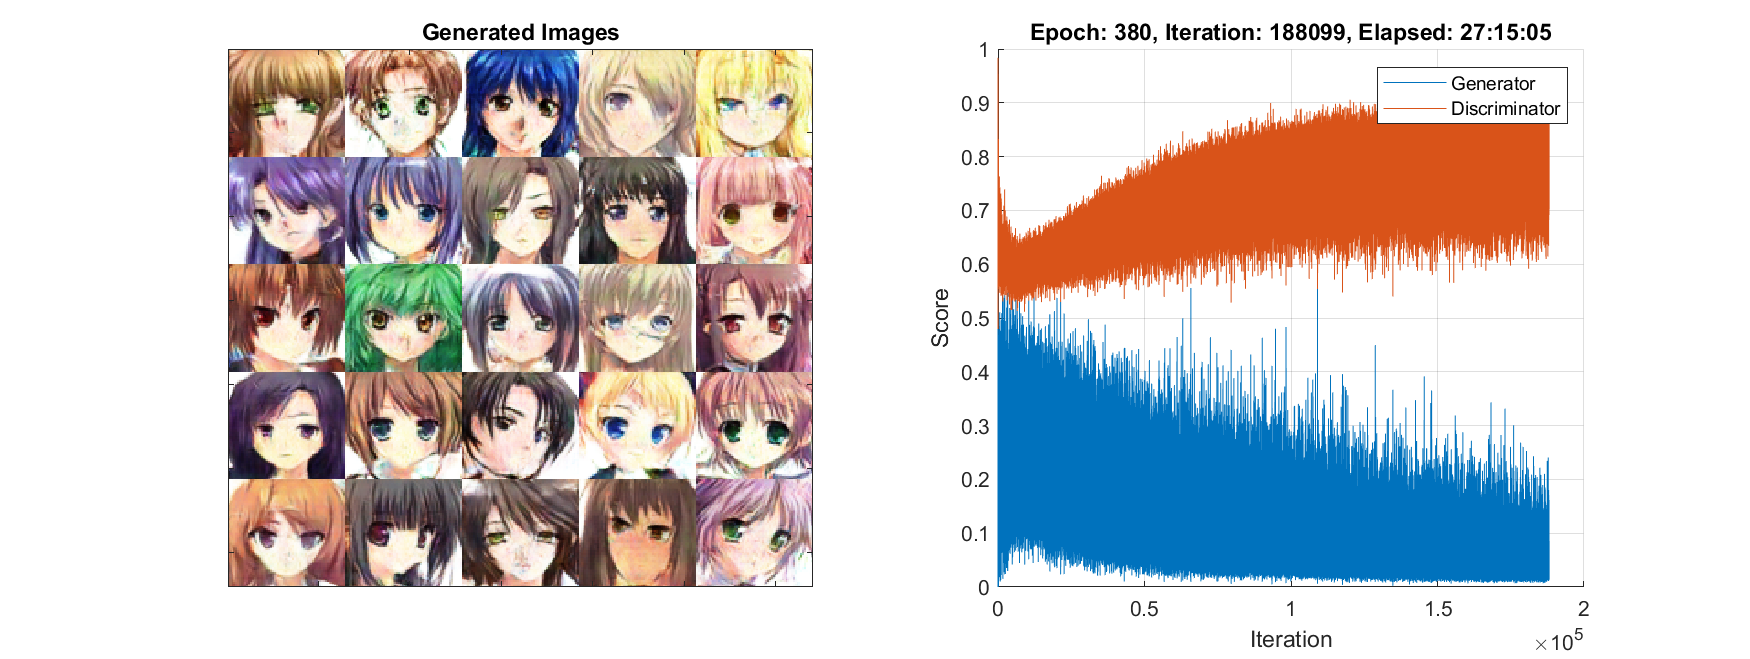 Generated Images
Epoch: 380, Iteration: 188099, Elapsed: 27:15:05
Generator
Discriminator
1
0.9
0.8
0.7
0.6
0.5
0.4
0.3
0.2
0.1
0
Score
0
0.5
1
1.5
2
×10^5
Iteration